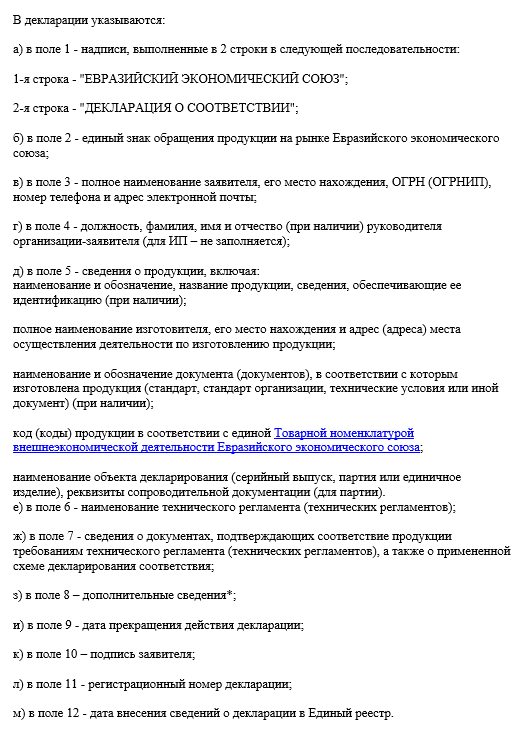 В декларации указываются:
а) в поле 1 - надписи, выполненные в 2 строки в следующей последовательности:
1-я строка - "ЕВРАЗИЙСКИЙ ЭКОНОМИЧЕСКИЙ СОЮЗ";
2-я строка - "ДЕКЛАРАЦИЯ О СООТВЕТСТВИИ";
б) в поле 2 - единый знак обращения продукции на рынке Евразийского экономического
союза;
в) в поле 3 - полное наименование заявителя, его место нахождения, ОГРН (ОГРНИП),
номер телефона и адрес электронной почты;
г) в поле 4 - должность, фамилия, имя и отчество (при наличии) руководителя
организации-заявителя (для ИП – не заполняется);
д) в поле 5 - сведения о продукции, включая:
наименование и обозначение, название продукции, сведения, обеспечивающие ее
идентификацию (при наличии);
полное наименование изготовителя, его место нахождения и адрес (адреса) места
осуществления деятельности по изготовлению продукции;
наименование и обозначение документа (документов), в соответствии с которым
изготовлена продукция (стандарт, стандарт организации, технические условия или иной
документ) (при наличии);
код (коды) продукции в соответствии с единой Товарной номенклатурой
внешнеэкономической деятельности Евразийского экономического союза;
наименование объекта декларирования (серийный выпуск, партия или единичное
изделие), реквизиты сопроводительной документации (для партии).
е) в поле 6 - наименование технического регламента (технических регламентов);
ж) в поле 7 - сведения о документах, подтверждающих соответствие продукции
требованиям технического регламента (технических регламентов), а также о примененной
схеме декларирования соответствия;
з) в поле 8 – дополнительные сведения*;
и) в поле 9 - дата прекращения действия декларации;
к) в поле 10 – подпись заявителя;
л) в поле 11 - регистрационный номер декларации;
м) в поле 12 - дата внесения сведений о декларации в Единый реестр.